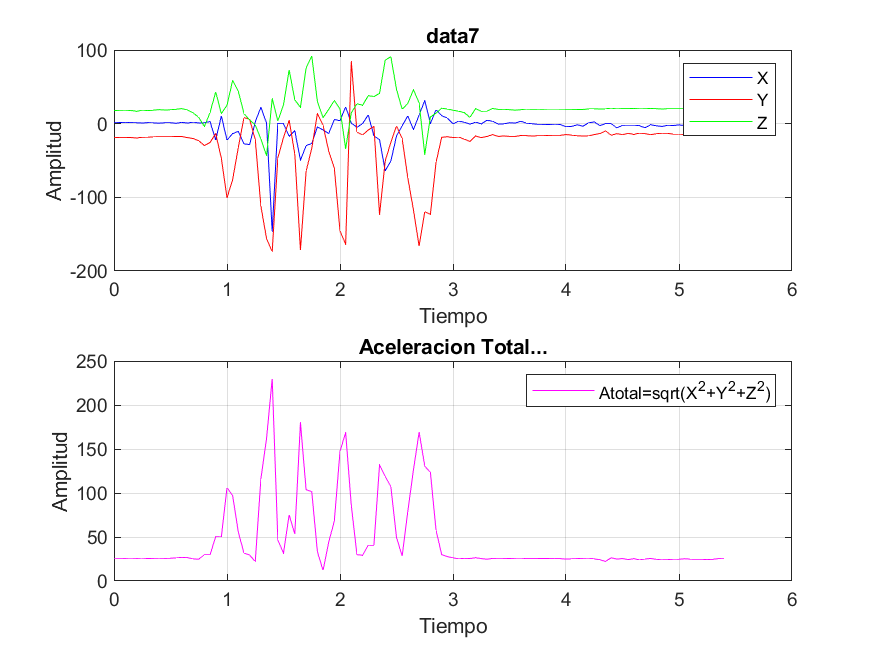 data7
100
0
-100
-200
Amplitud
X
Y
Z
0 1 2 3 4 5 6
Tiempo
Aceleracion Total...
250
200
150
100
50
0
Amplitud
Atotal=sqrt(X²+Y²+Z²)
0 1 2 3 4 5 6
Tiempo